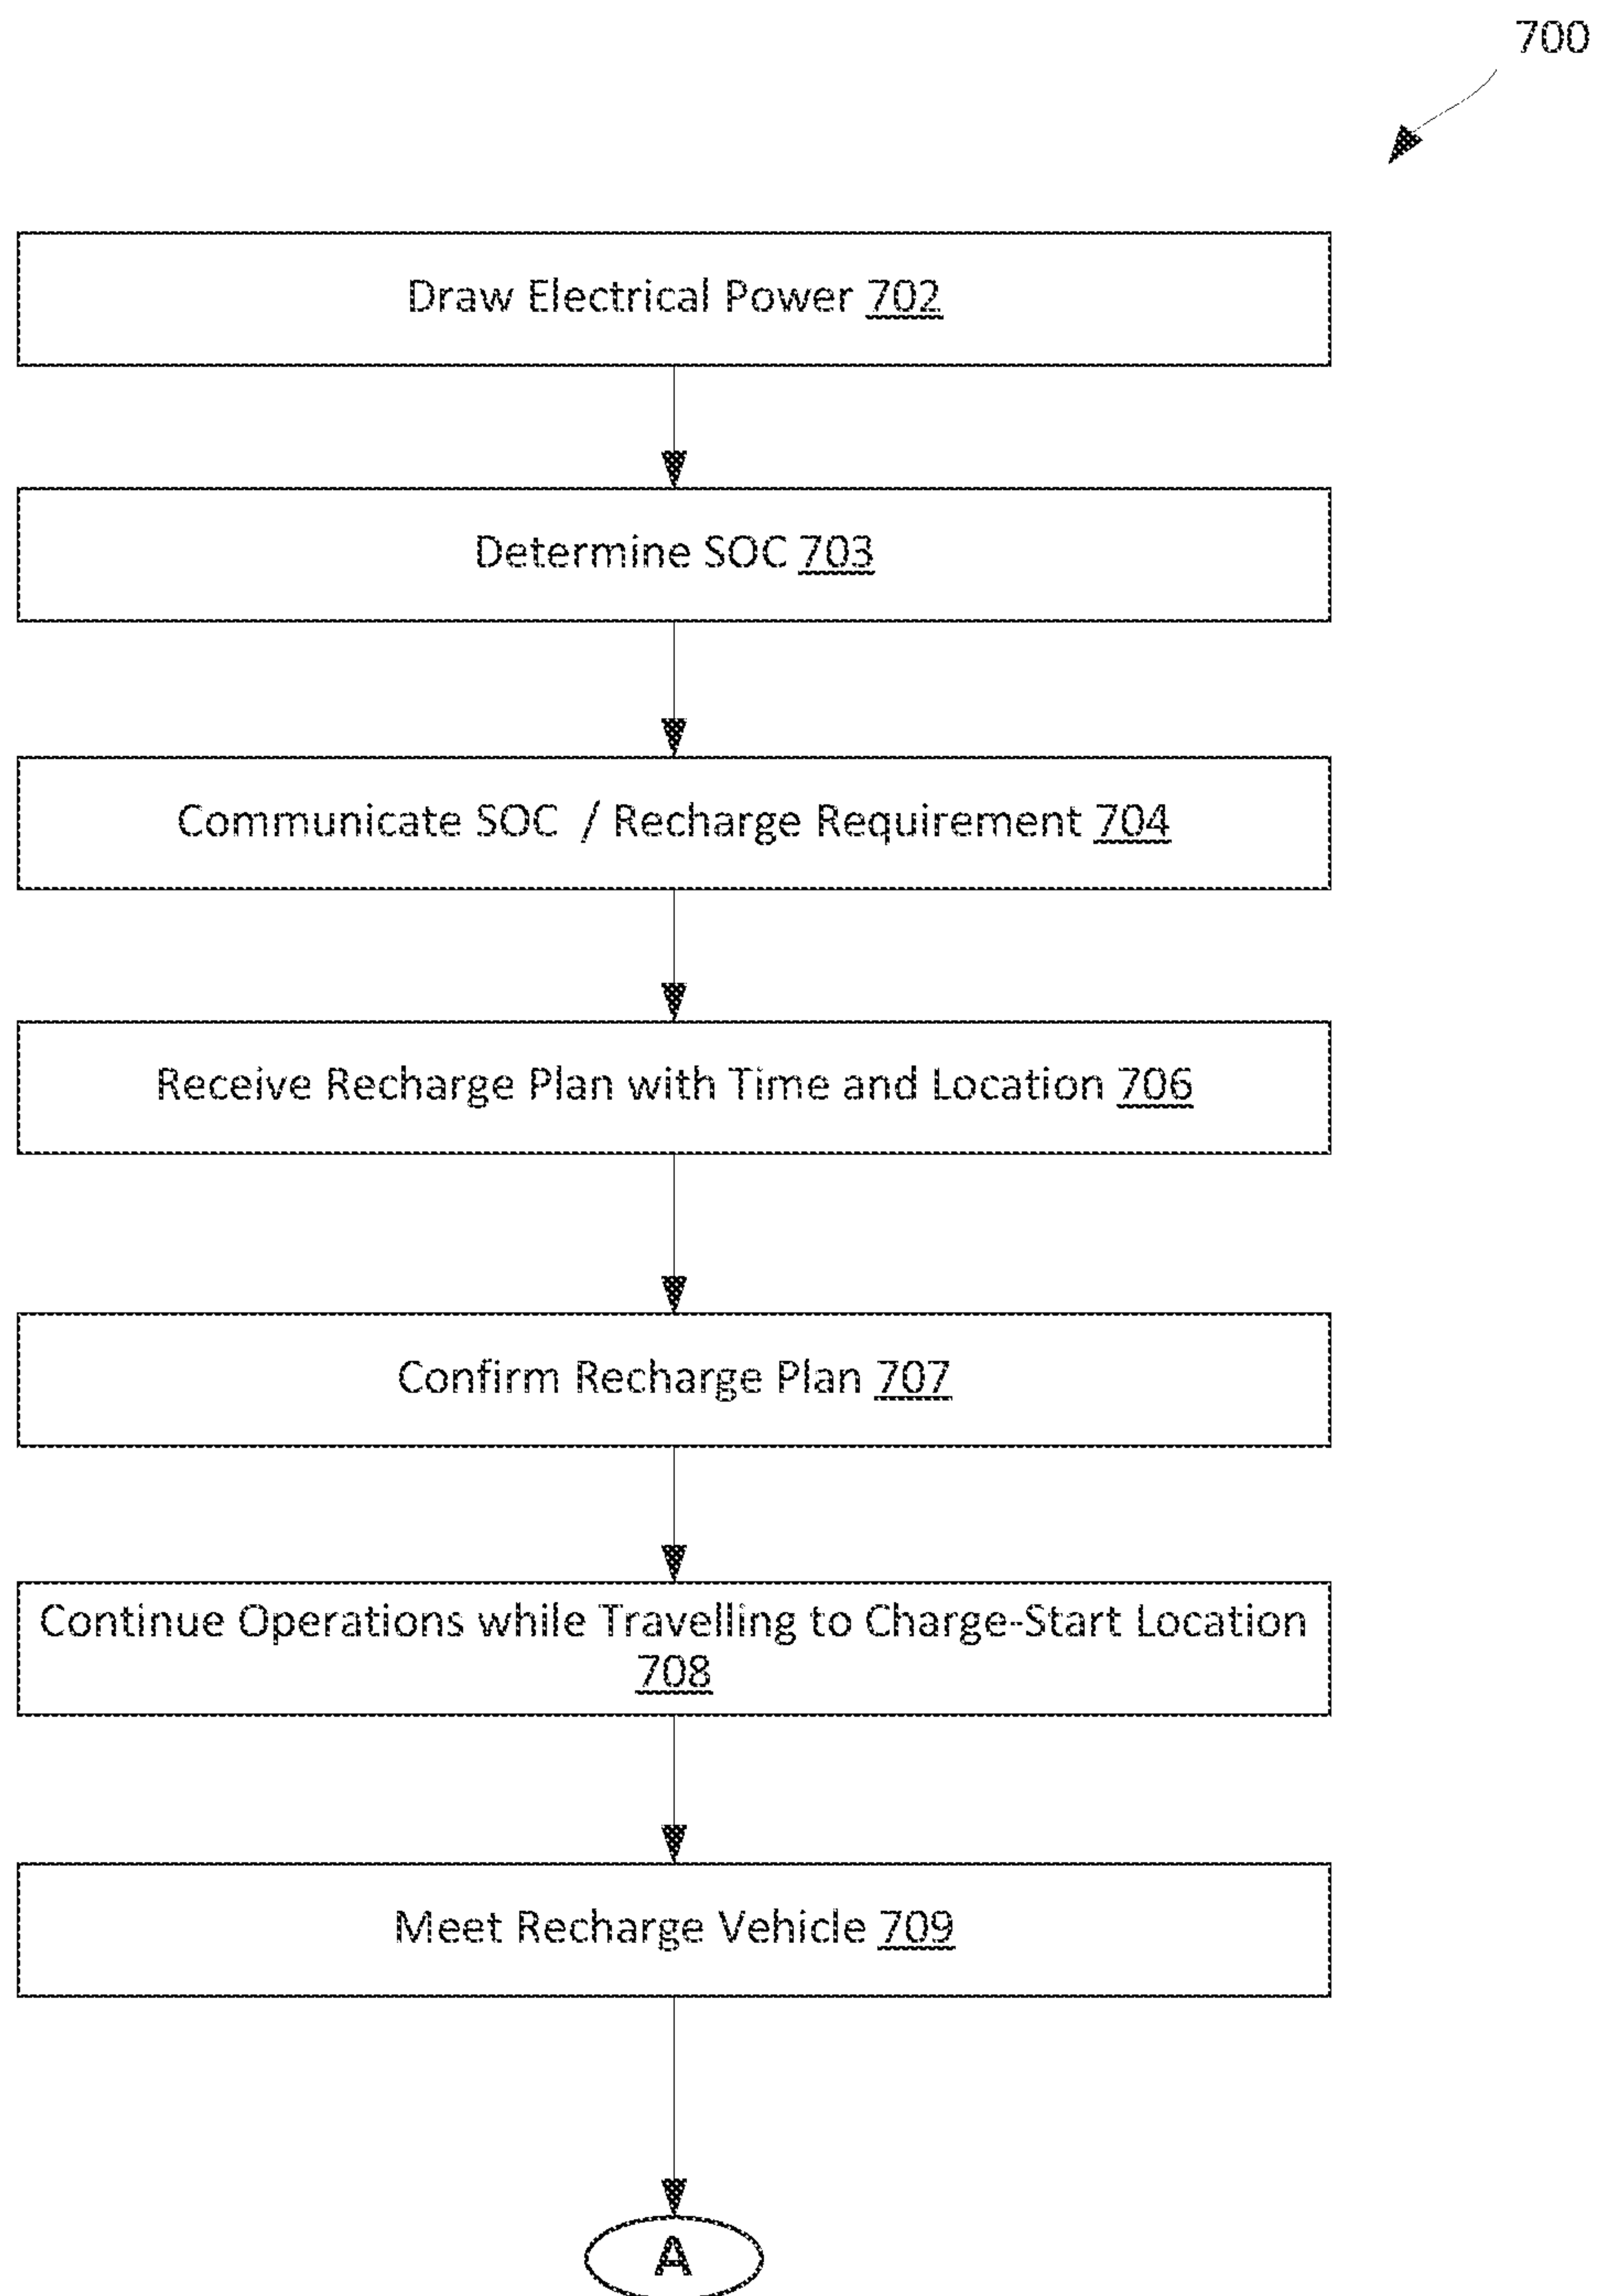 700
Draw Electrical Power 702
Determine SOC 703
Communicate SOC / Recharge Requirement 704
Receive Recharge Plan with Time and Location 706
Confirm Recharge Plan 707
Continue Operations while Travelling to Charge-Start Location
708
Meet Recharge Vehicle 709
A